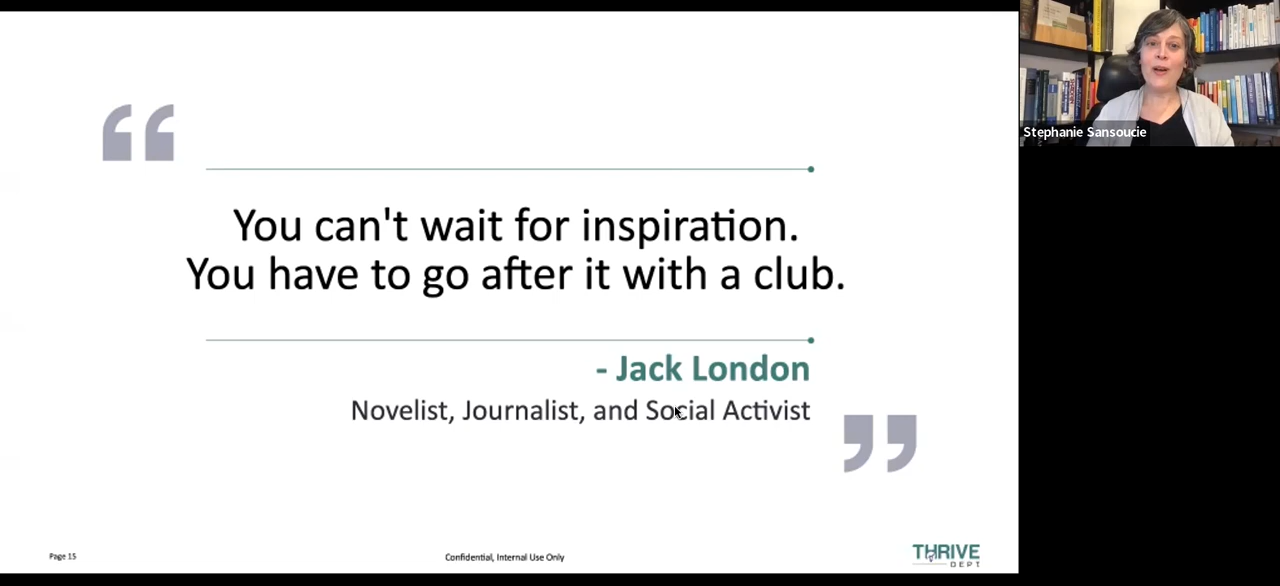 “
You can't wait for inspiration.
You have to go after it with a club.
- Jack London
Novelist, Journalist, and Social Activist
”
Page 15
Confidential, Internal Use Only
THRIVE
DEPT
Stephanie Sansoucie